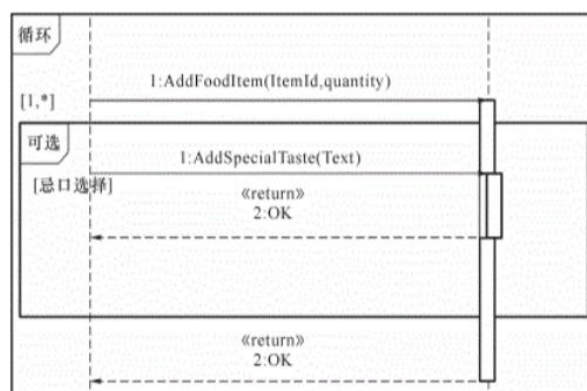 循环
1:AddFoodItem(ItemId,quantity)
[1,*]
可选
1:AddSpecialTaste(Text)
[忌口选择]
«return»
2:OK
«return»
2:OK